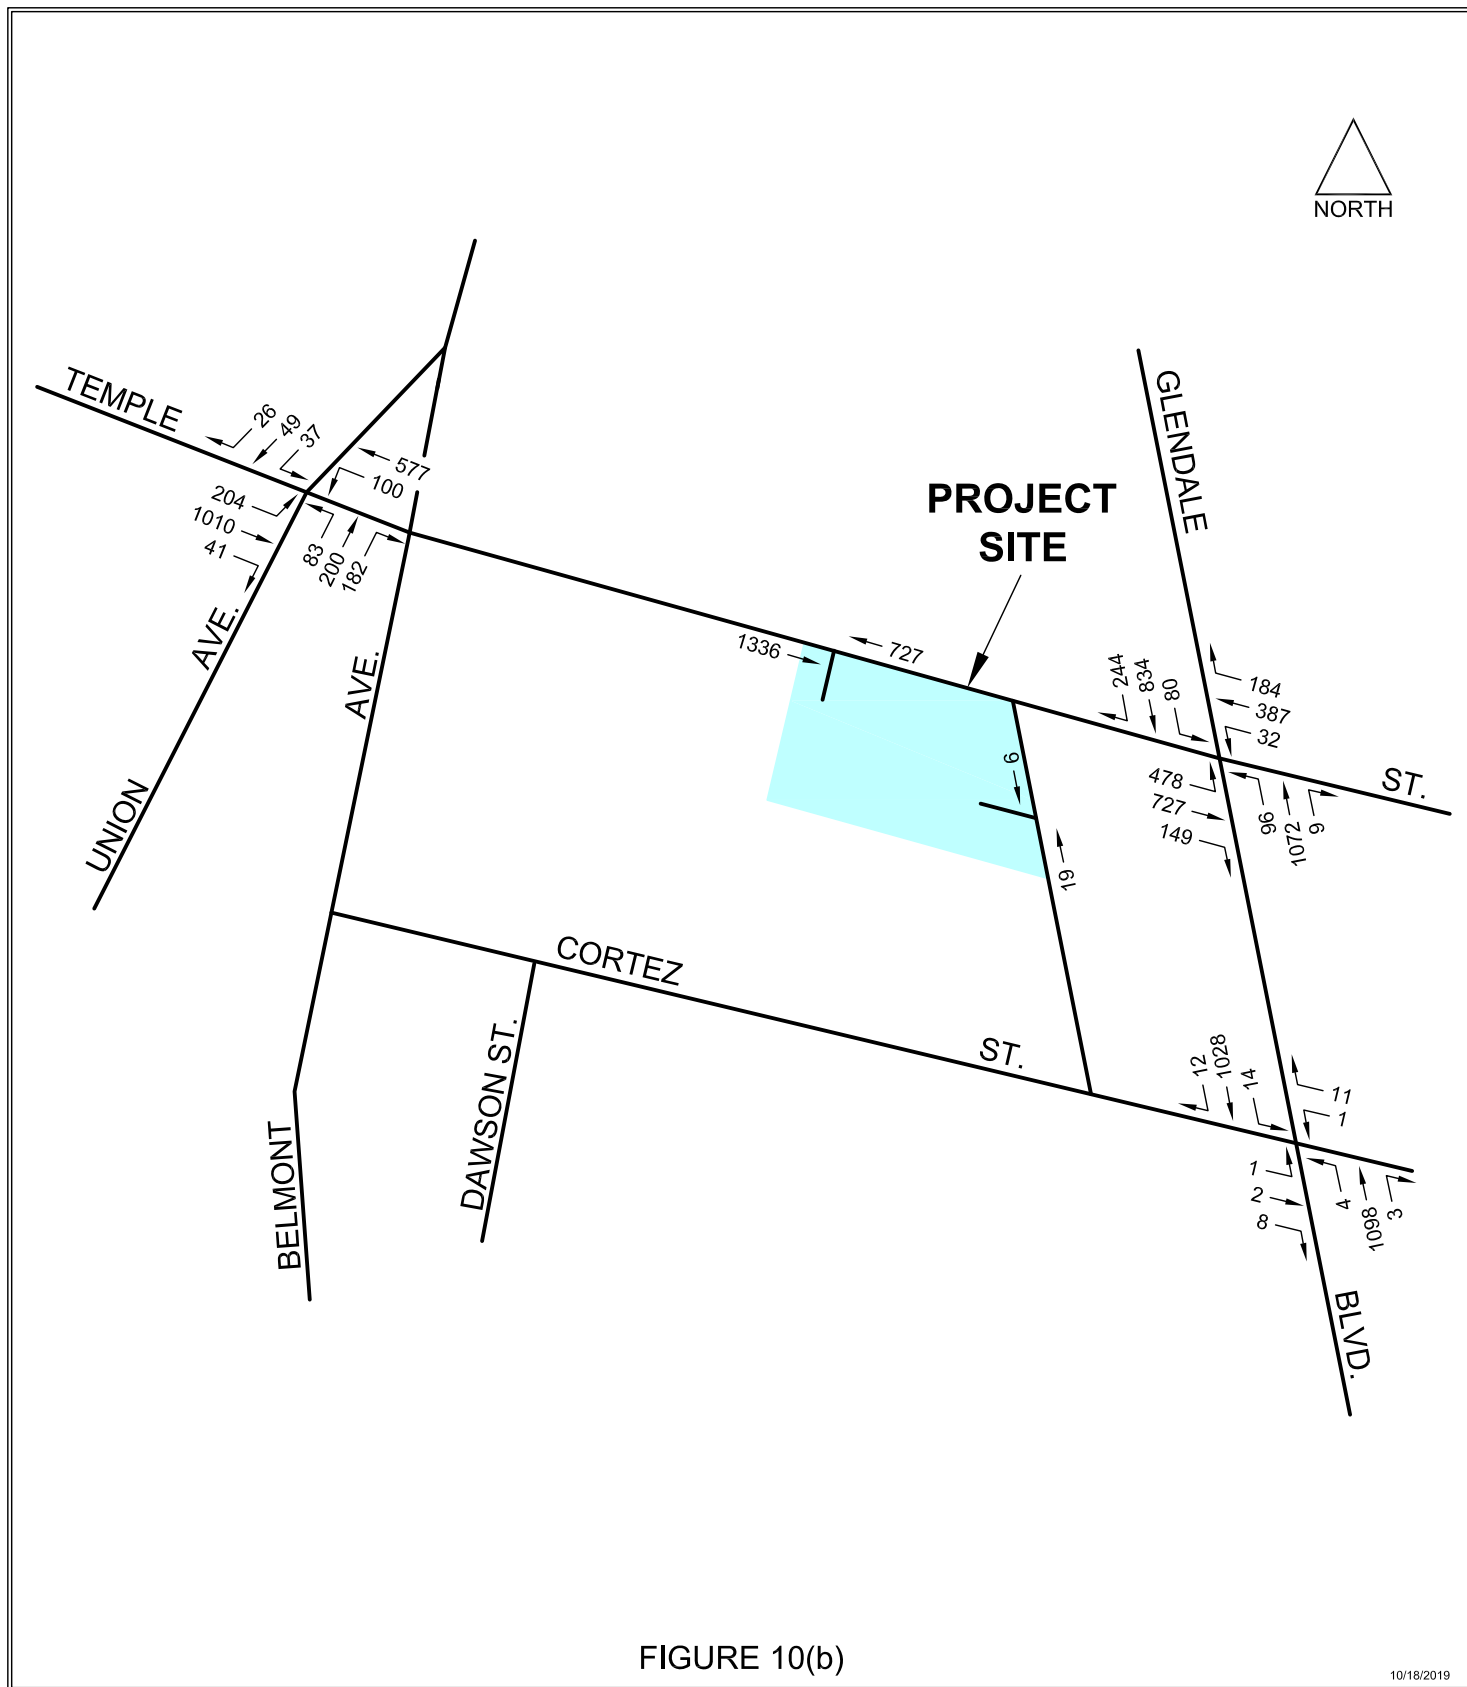 NORTH
TEMPLE
26
49
37
577
100
204
1010
41
83
200
182
AVE.
UNION
AVE.
BELMONT
GLENDALE
PROJECT
SITE
1336
727
244
834
80
184
387
32
ST.
478
727
149
96
1072
9
6
19
CORTEZ
ST.
DAWSON ST.
12
1028
14
11
1
1
2
8
4
1098
3
BLVD.
FIGURE 10(b)
10/18/2019